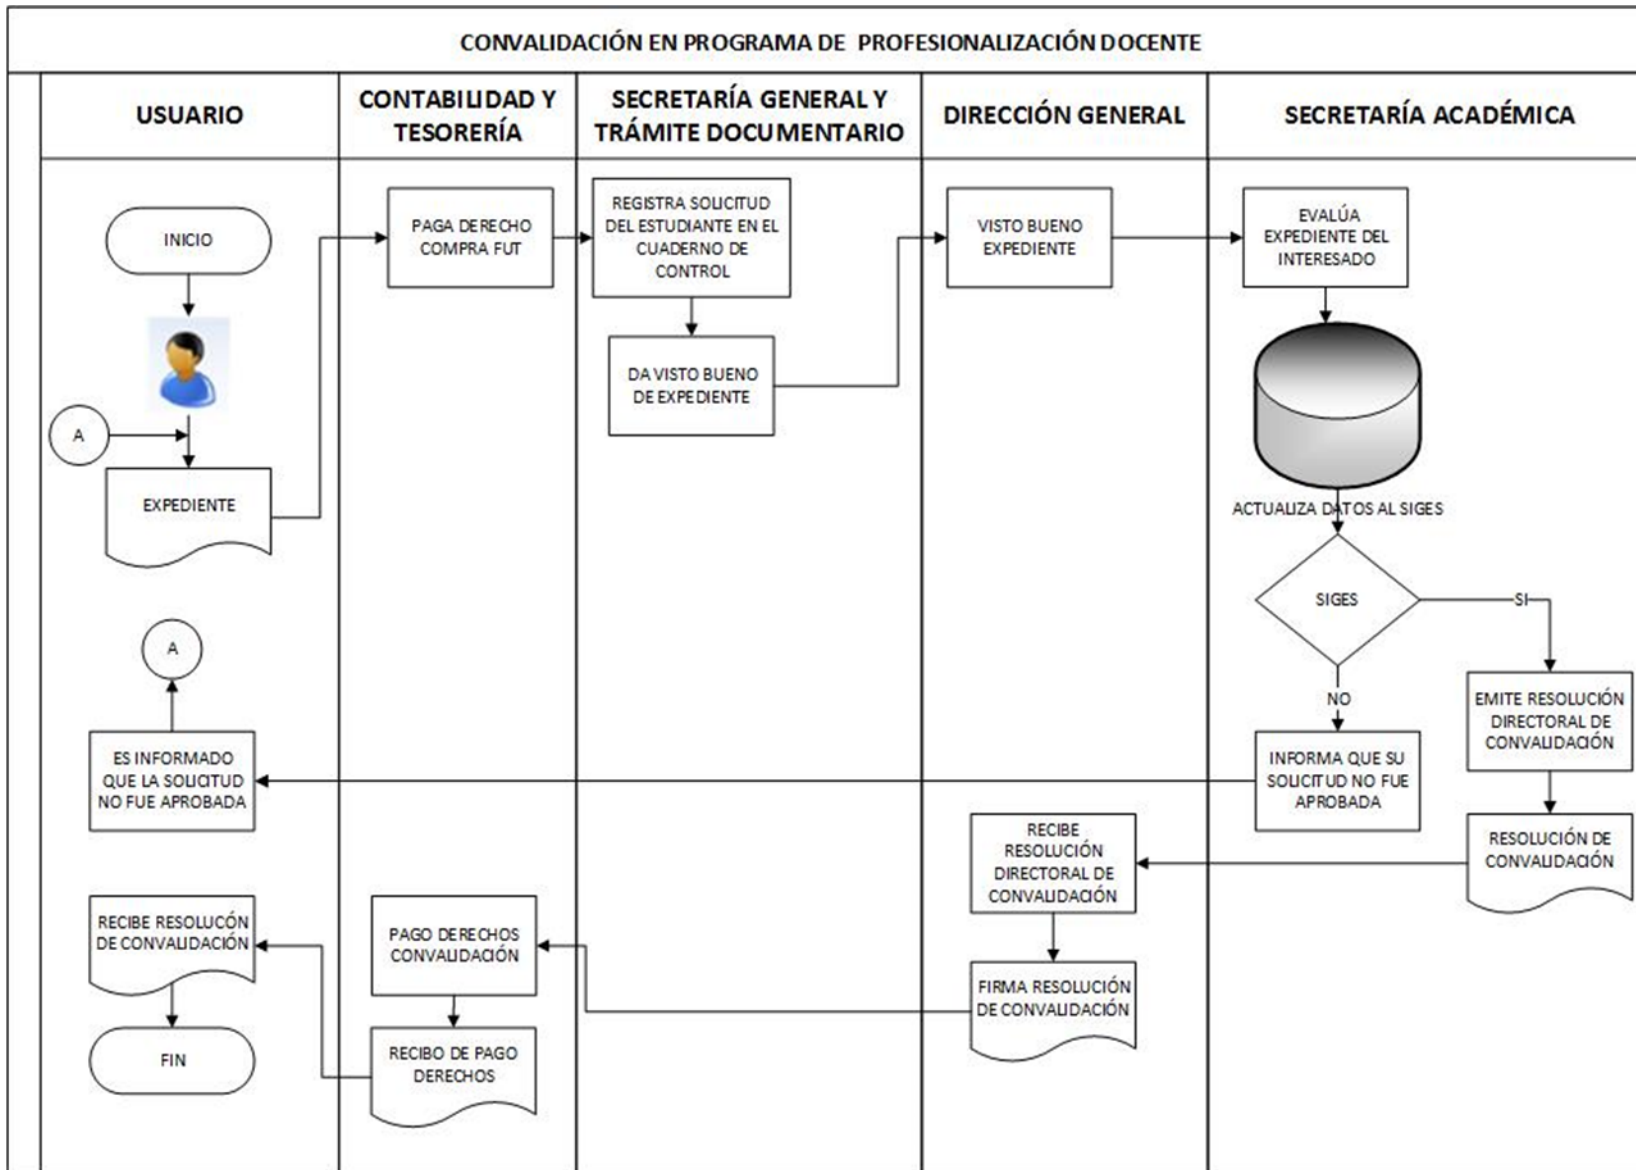 CONVALIDACIÓN EN PROGRAMA DE PROFESIONALIZACIÓN DOCENTE
USUARIO
CONTABILIDAD Y
TESORERÍA
SECRETARÍA GENERAL Y
TRÁMITE DOCUMENTARIO
DIRECCIÓN GENERAL
SECRETARÍA ACADÉMICA
INICIO
PAGA DERECHO
COMPRA FUT
REGISTRA SOLICITUD
DEL ESTUDIANTE EN EL
CUADERNO DE
CONTROL
VISTO BUENO
EXPEDIENTE
EVALÚA
EXPEDIENTE DEL
INTERESADO
DA VISTO BUENO
DE EXPEDIENTE
A
EXPEDIENTE
ACTUALIZA DATOS AL SIGES
SIGES
SI
NO
A
ES INFORMADO
QUE LA SOLICITUD
NO FUE APROBADA
INFORMA QUE SU
SOLICITUD NO FUE
APROBADA
EMITE RESOLUCIÓN
DIRECTORAL DE
CONVALIDACIÓN
RECIBE
RESOLUCIÓN
DIRECTORAL DE
CONVALIDACIÓN
RESOLUCIÓN DE
CONVALIDACIÓN
RECIBE RESOLUCÓN
DE CONVALIDACIÓN
PAGO DERECHOS
CONVALIDACIÓN
FIRMA RESOLUCIÓN
DE CONVALIDACIÓN
FIN
RECIBO DE PAGO
DERECHOS